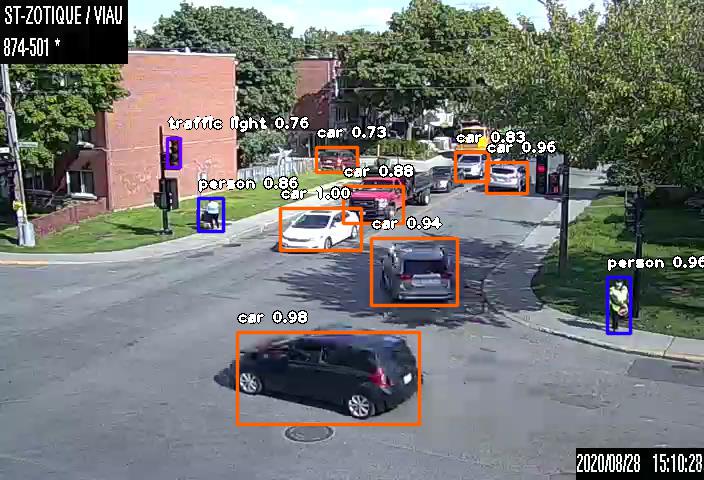 ST-ZOTIQUE / VIAU
874-501 *
traffic light 0.76
car 0.73
car 0.83
car 0.96
car 0.88
person 0.86
car 1.00
car 0.94
person 0.96
car 0.98
2020/08/28 15:10:28